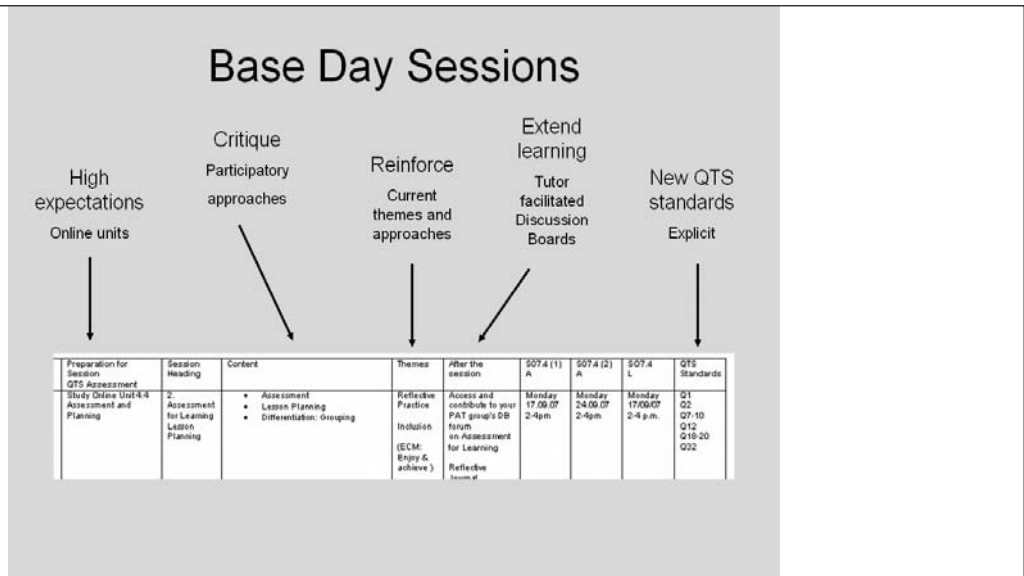 Base Day Sessions
High
expectations
Online units
Critique
Participatory
approaches
Reinforce
Current
themes and
approaches
Extend
learning
Tutor
facilitated
Discussion
Boards
New QTS
standards
Explicit
Preparation for
Session
QTS Assessment
Session
Heading
Content
Themes
After the
session
S07.4 (1)
A
S07.4 (2)
A
SO7.4
L
QTS
Standards
Study Online Unit 4.4
Assessment and
Planning
2.
Assessment
for Learning
Lesson
Planning
• Assessment
• Lesson Planning
• Differentiation: Grouping
Reflective
Practice
Inclusion
(ECM:
Enjoy &
achieve )
Access and
contribute to your
PAT group's DB
forum
on Assessment
for Learning
Reflective
Journal
Monday
17.09.07
2-4pm
Monday
24.09.07
2-4pm
Monday
17/09/07
2-4 p.m.
Q1
Q2
Q7-10
Q12
Q18-20
Q32